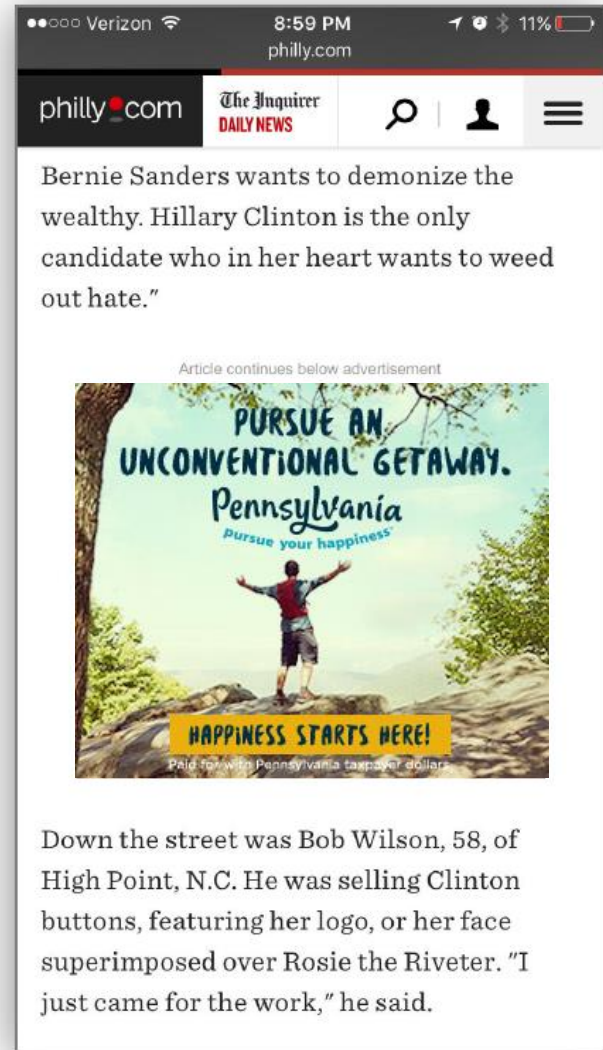 Verizon 8:59 PM 11%
philly.com
philly com The Inquirer
DAILY NEWS
Bernie Sanders wants to demonize the
wealthy. Hillary Clinton is the only
candidate who in her heart wants to weed
out hate."
Article continues below advertisement
PURSUE AN
UNCONVENTIONAL GETAWAY.
Pennsylvania
pursue your happiness
HAPPINESS STARTS HERE!
Paid for with Pennsylvania taxpayer dollars.
Down the street was Bob Wilson, 58, of
High Point, N.C. He was selling Clinton
buttons, featuring her logo, or her face
superimposed over Rosie the Riveter. "I
just came for the work," he said.